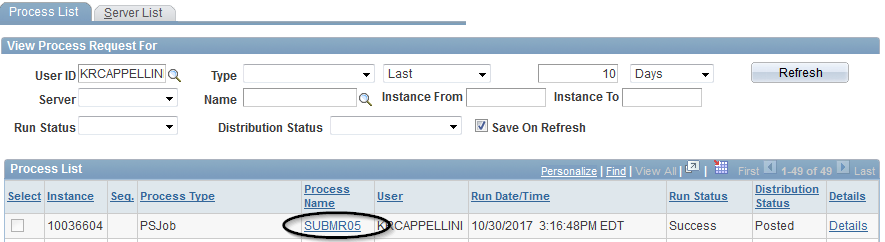 Process List Server List
View Process Request For
User ID KRCAPPELLINI Type Last 10 Days Refresh
Server Name Instance From Instance To
Run Status Distribution Status Save On Refresh
Process List Personalize | Find | View All | | First 1-49 of 49 Last
Select Instance Seq. Process Type Process Name User Run Date/Time Run Status Distribution Status Details
10036604 PSJob SUBMR05 KRCAPPELLINI 10/30/2017 3:16:48PM EDT Success Posted Details